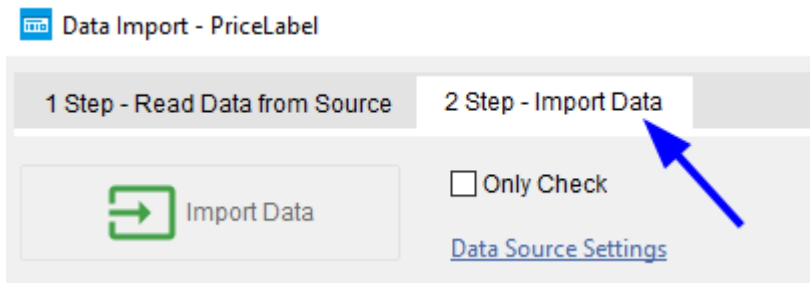 Data Import - PriceLabel
1 Step - Read Data from Source
2 Step - Import Data
Import Data
Only Check
Data Source Settings